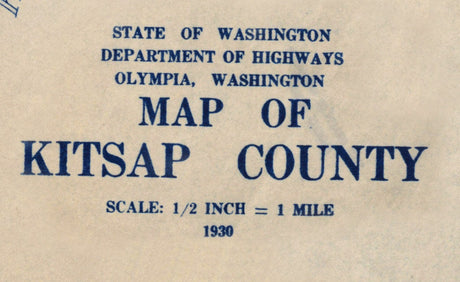 STATE OF WASHINGTON
DEPARTMENT OF HIGHWAYS
OLYMPIA, WASHINGTON
MAP OF
KITSAP COUNTY
SCALE: 1/2 INCH = 1 MILE
1930